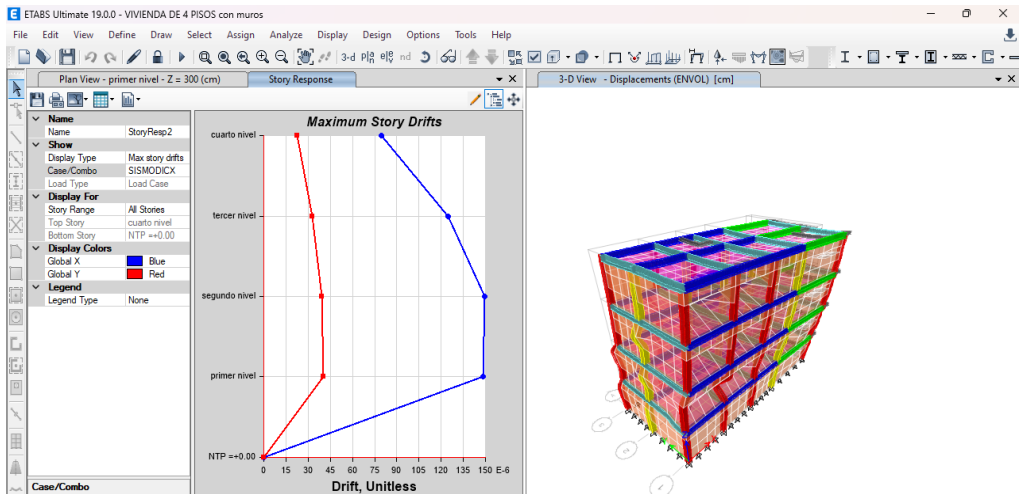 ETABS Ultimate 19.0.0 - VIVIENDA DE 4 PISOS con muros
File Edit View Define Draw Select Assign Analyze Display Design Options Tools Help
3-d
nd
Plan View - primer nivel - Z = 300 (cm)
Story Response
3-D View - Displacements (ENVOL) [cm]
Name
Name StoryResp2
Show
Display Type Max story drifts
Case/Combo SISMODICX
Load Type Load Case
Display For
Story Range All Stories
Top Story cuarto nivel
Bottom Story NTP =+0.00
Display Colors
Global X Blue
Global Y Red
Legend
Legend Type None
Case/Combo
Maximum Story Drifts
cuarto nivel
tercer nivel
segundo nivel
primer nivel
NTP =+0.00
0 15 30 45 60 75 90 105 120 135 150 E-6
Drift, Unitless